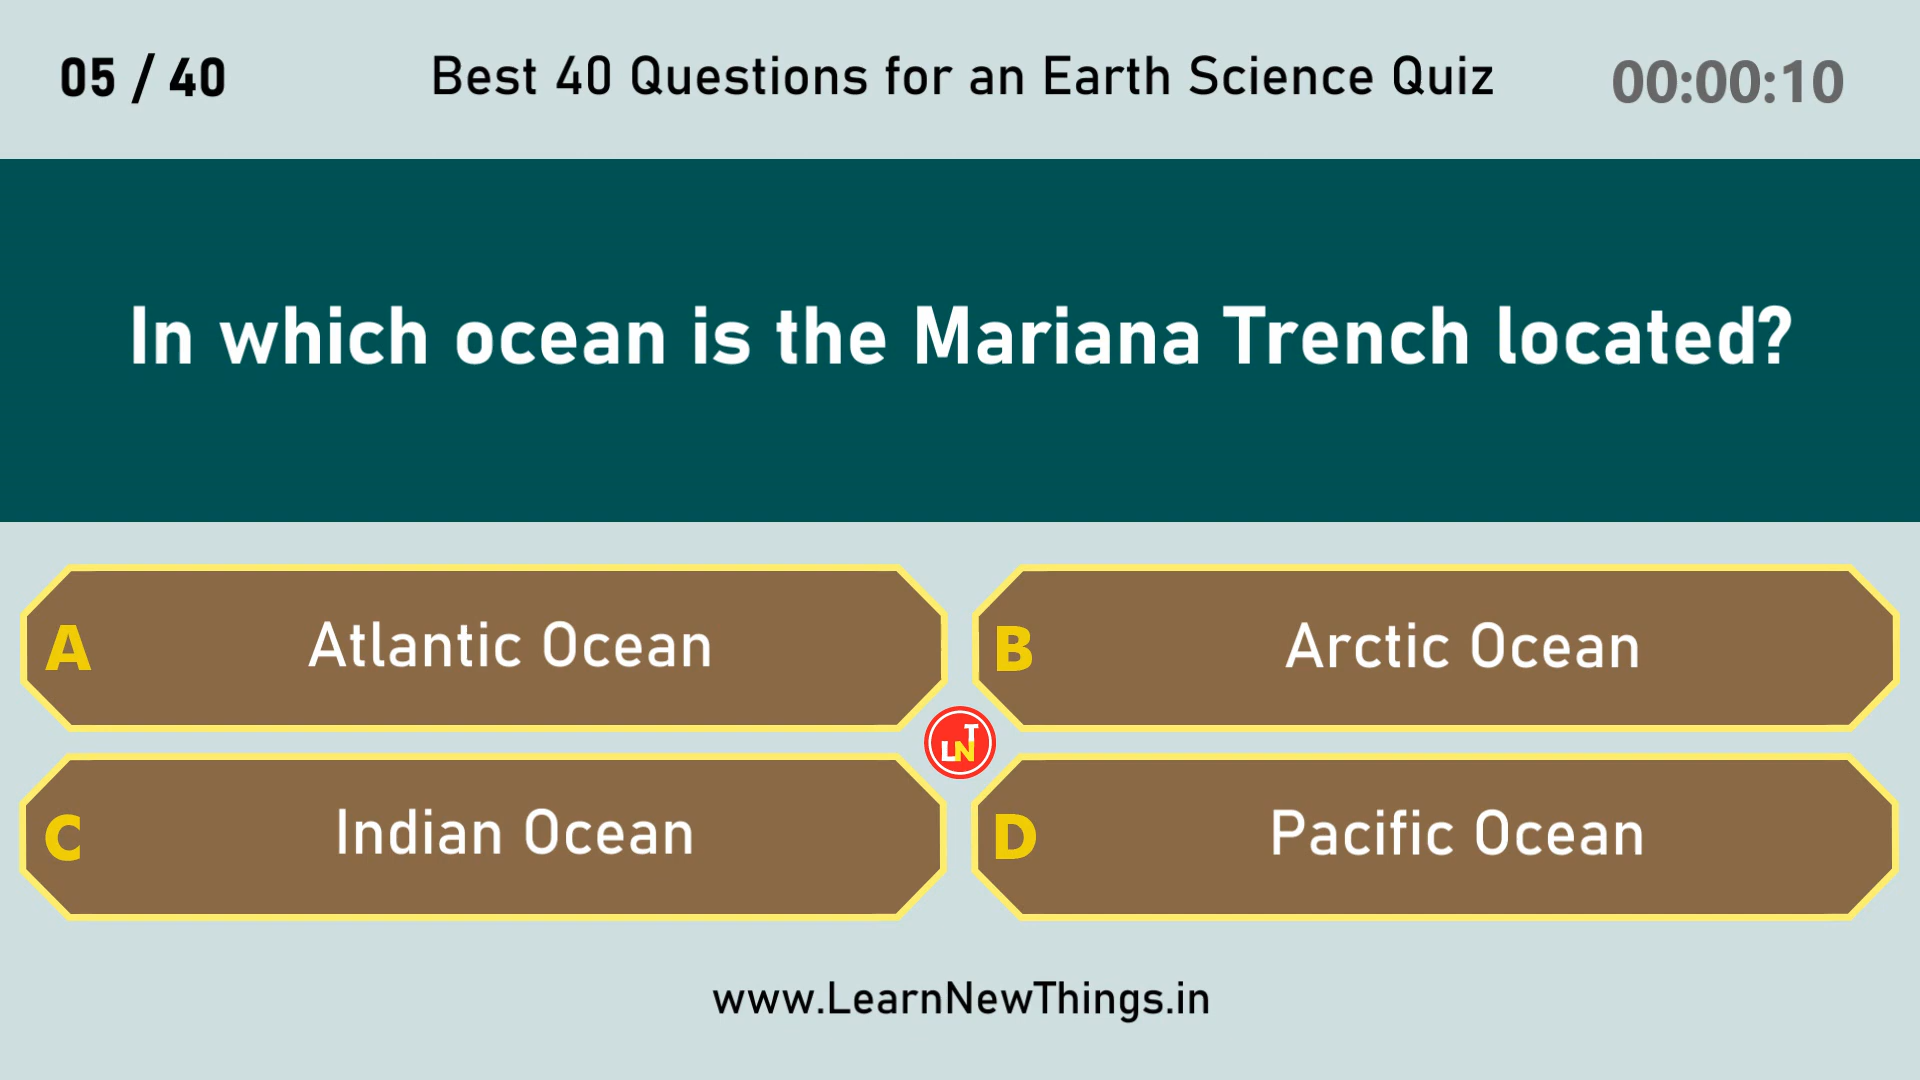 05 / 40
Best 40 Questions for an Earth Science Quiz
00:00:10
In which ocean is the Mariana Trench located?
A
Atlantic Ocean
B
Arctic Ocean
LNT
C
Indian Ocean
D
Pacific Ocean
www.LearnNewThings.in